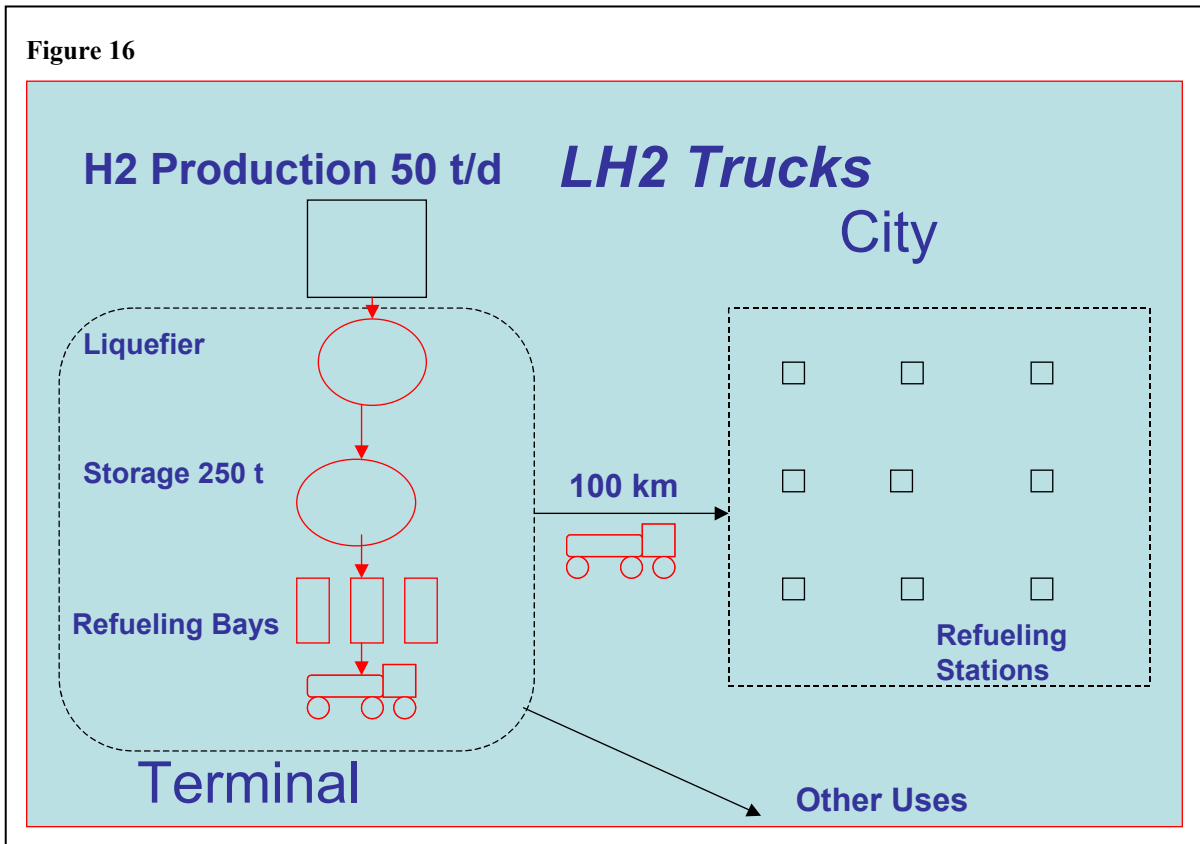 Figure 16
H2 Production 50 t/d
LH2 Trucks
City
Liquefier
Storage 250 t
100 km
Refueling Bays
Refueling
Stations
Terminal
Other Uses